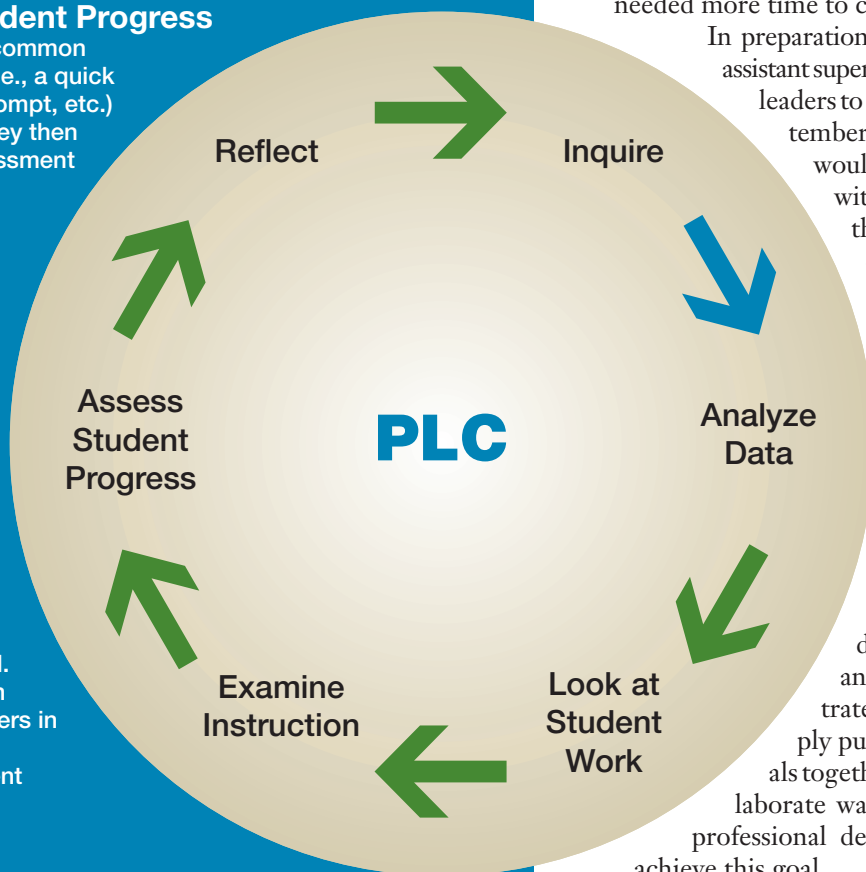 dent Progress
common
e., a quick
ompt, etc.)
ey then
ssment
needed more time to c
In preparation
assistant super
leaders to
tember
woul
wit
th
Reflect
Inquire
Assess
Student
Progress
PLC
Analyze
Data
Examine
Instruction
Look at
Student
Work
l.
n
ers in
nt
d
an
trate
ply pu
als togeth
laborate wa
professional de
achieve this goal